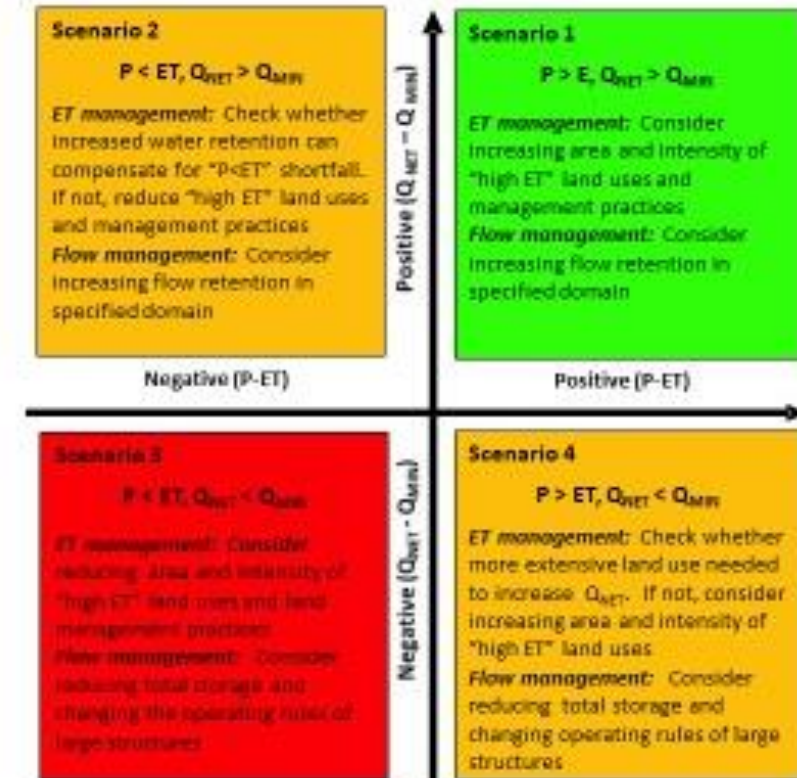 Scenario 2
P < ET, QNET > QMIN
ET management: Check whether
increased water retention can
compensate for "P<ET" shortfall.
If not, reduce "high ET" land uses
and management practices
Flow management: Consider
increasing flow retention in
specified domain
Positive (Q NET – Q MIN)
Scenario 1
P > E, QNET > QMIN
ET management: Consider
increasing area and intensity of
"high ET" land uses and
management practices
Flow management: Consider
increasing flow retention in
specified domain
Negative (P-ET)
Positive (P-ET)
Scenario 3
P < ET, QNET < QMIN
ET management: Consider
reducing area and intensity of
"high ET" land uses and land
management practices
Flow management: Consider
reducing total storage and
changing the operating rules of
large structures
Negative (QNET - QMIN)
Scenario 4
P > ET, QNET < QMIN
ET management: Check whether
more extensive land use needed
to increase QNET. If not, consider
increasing area and intensity of
"high ET" land uses
Flow management: Consider
reducing total storage and
changing operating rules of large
structures